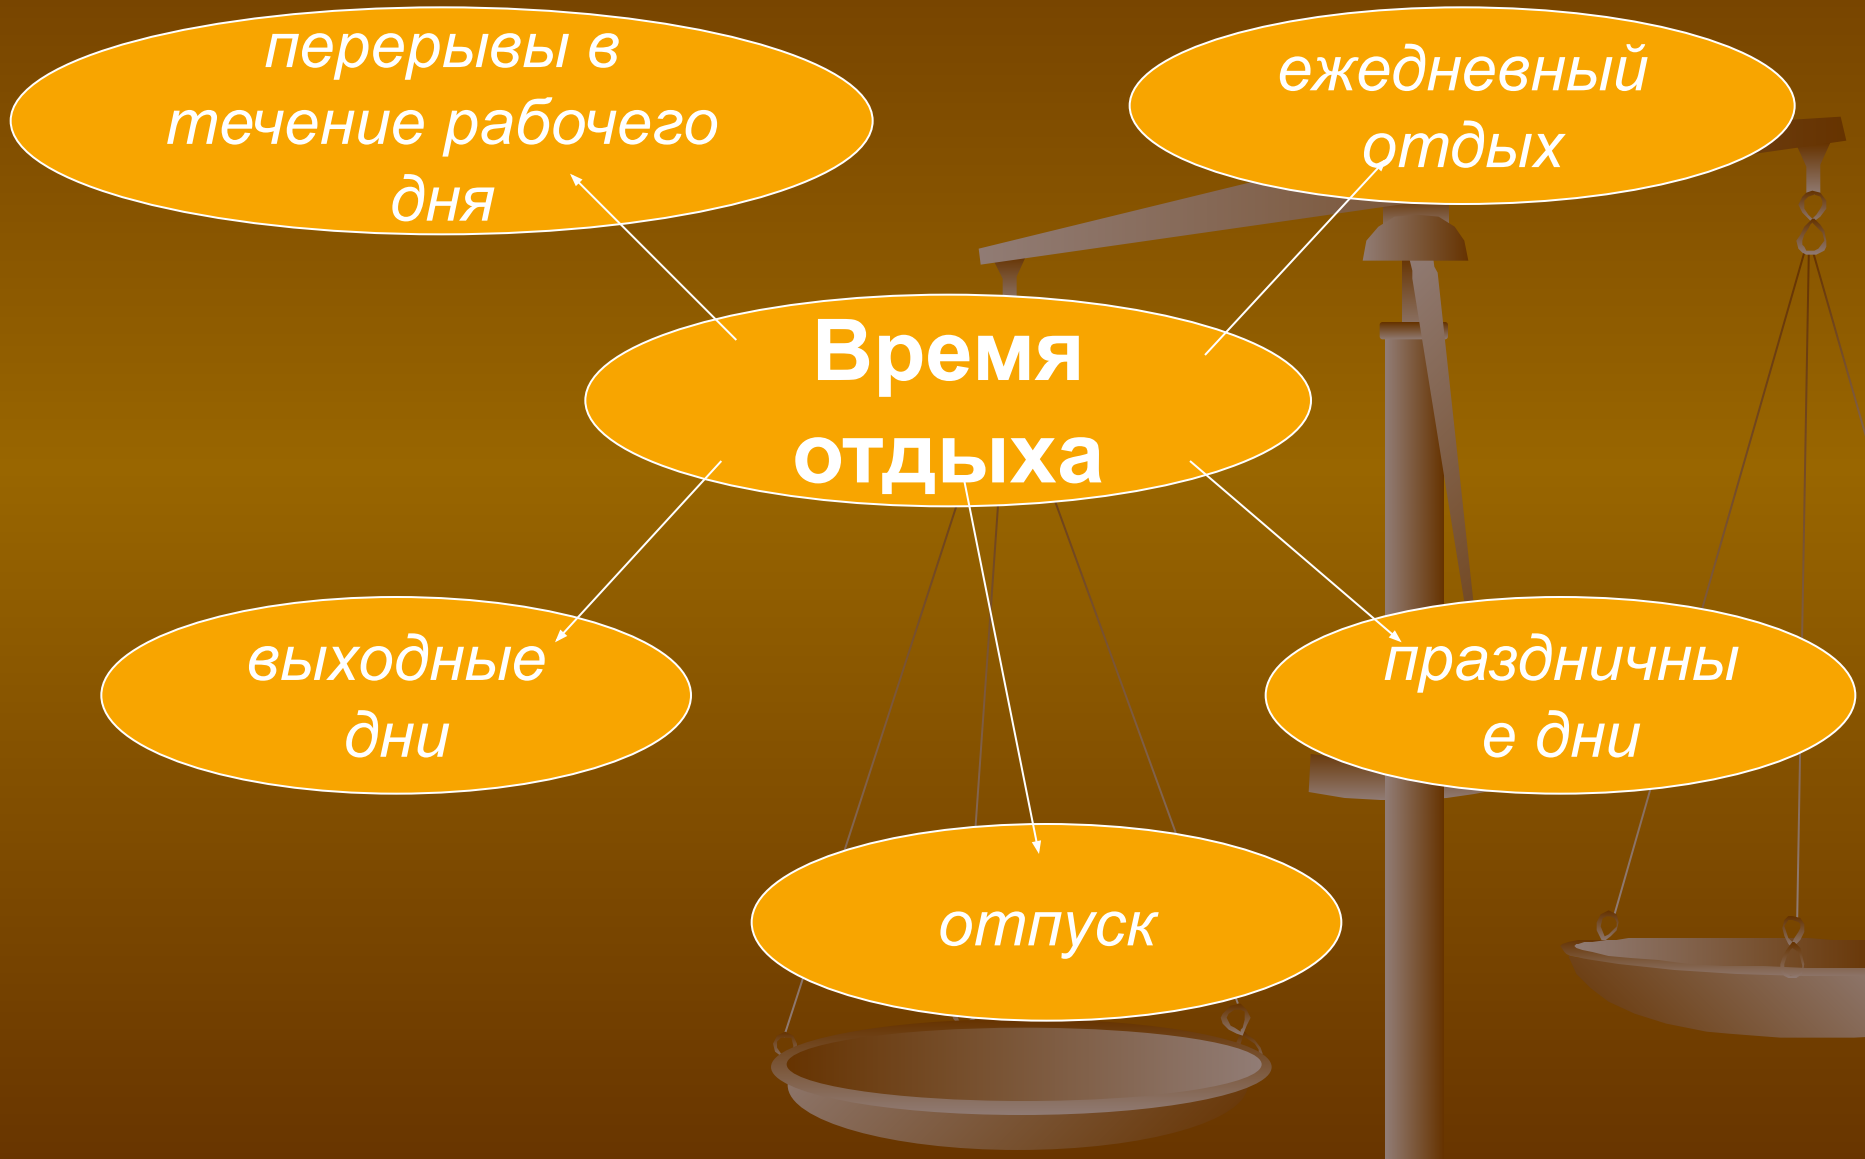 перерывы в
течение рабочего
дня
ежедневный
отдых
Время
отдыха
выходные
дни
праздничны
е дни
отпуск